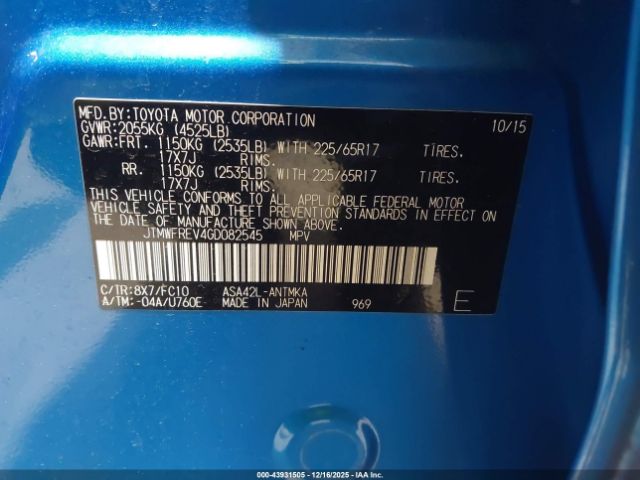 MFD.BY:TOYOTA MOTOR CORPORATION 10/15
GVWR:2055KG (4525LB)
GAWR:FRT. 1150KG (2535LB) WITH 225/65R17 TIRES.
17X7J RIMS.
RR. 1150KG (2535LB) WITH 225/65R17 TIRES.
17X7J RIMS.
THIS VEHICLE CONFORMS TO ALL APPLICABLE FEDERAL MOTOR
VEHICLE SAFETY AND THEFT PREVENTION STANDARDS IN EFFECT
ON THE DATE OF MANUFACTURE SHOWN ABOVE.
JTMWFREV4GD082545 MPV
C/TR:8X7/FC10 ASA42L-ANTMKA
A/TM:-04A/U760E MADE IN JAPAN 969 E
000-43931505 - 12/16/2025 - IAAI.COM